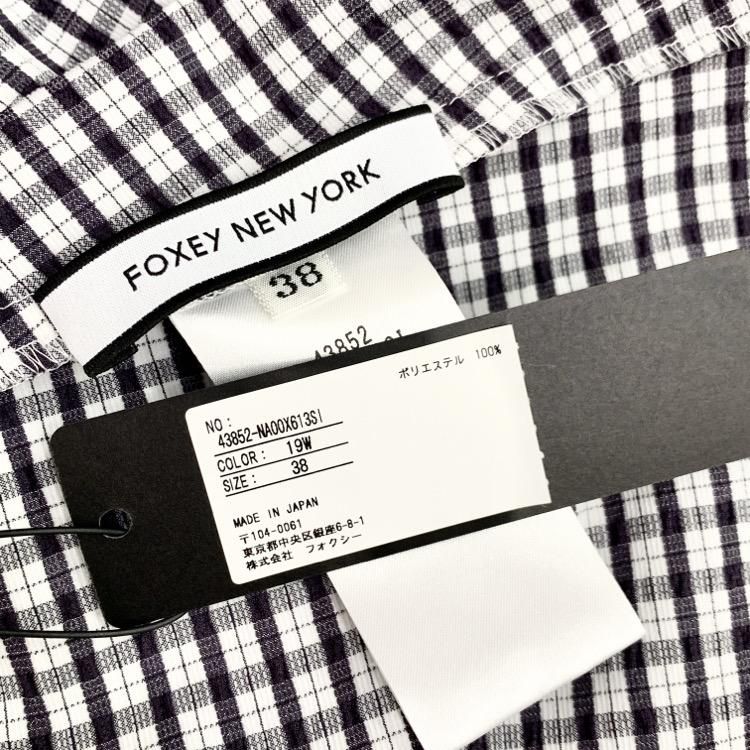 FOXEY NEW YORK
38
43852
ポリエステル 100%
NO:
43852-NA00X613SI
COLOR: 19W
SIZE: 38
MADE IN JAPAN
〒104-0061
東京都中央区銀座6-8-1
株式会社 フォクシー